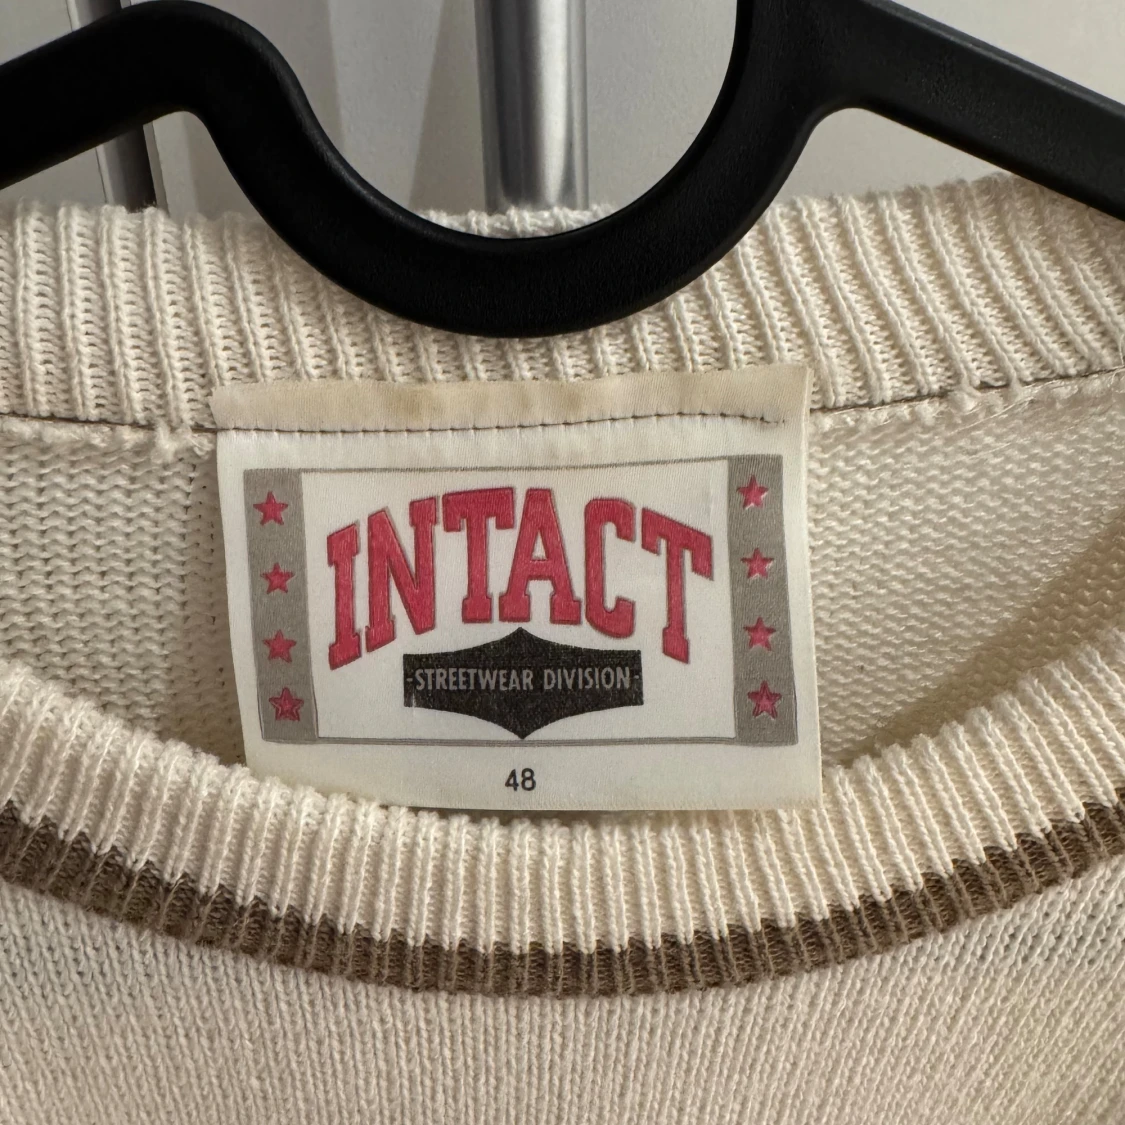 INTACT
-STREETWEAR DIVISION-
48